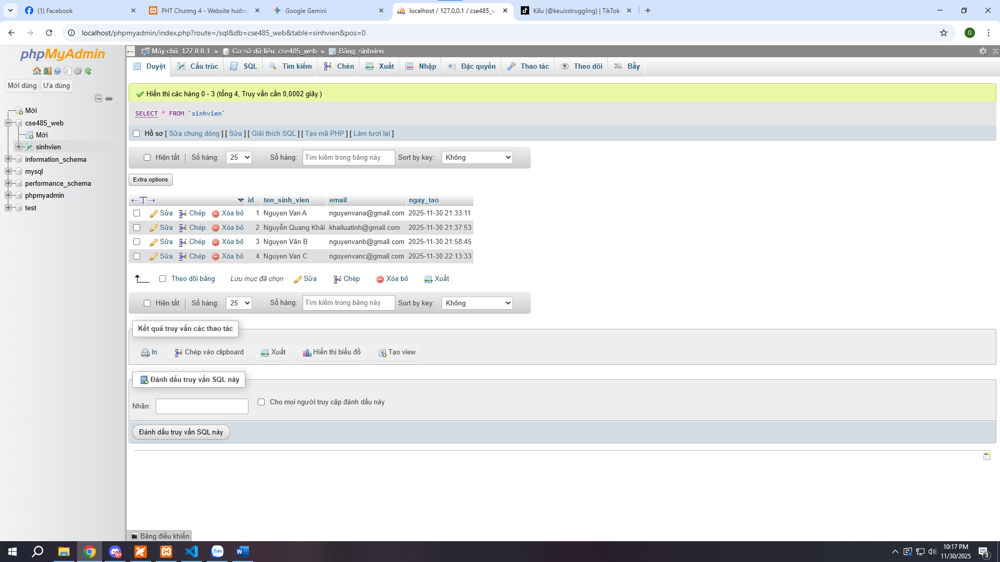 (1) Facebook
PHT Chương 4 - Website hướng
Google Gemini
localhost / 127.0.0.1 / cse485_w
Kếu (@keuisstruggling) | TikTok
localhost/phpmyadmin/index.php?route=/sql&db=cse485_web&table=sinhvien&pos=0
Q
phpMyAdmin
Mới dùng Ưa dùng
Mới
cse485_web
Mới
sinhvien
information_schema
mysql
performance_schema
phpmyadmin
test
Máy chủ: 127.0.0.1 » Cơ sở dữ liệu: cse485_web » Bảng: sinhvien
Duyệt Cấu trúc SQL Tìm kiếm Chèn Xuất Nhập Đặc quyền Thao tác Theo dõi Bẫy
Hiển thị các hàng 0 - 3 (tổng 4, Truy vấn cần 0,0002 giây.)
SELECT * FROM `sinhvien`
Hồ sơ [ Sửa chung dòng ] [ Sửa ] [ Giải thích SQL ] [ Tạo mã PHP ] [ Làm tươi lại ]
Hiện tất | Số hàng: 25 Số hàng: Tìm kiếm trong bảng này Sort by key: Không
Extra options
←T→ id ten_sinh_vien email ngay_tao
Sửa Chép Xóa bỏ 1 Nguyen Van A nguyenvana@gmail.com 2025-11-30 21:33:11
Sửa Chép Xóa bỏ 2 Nguyễn Quang Khải khailuatinh@gmail.com 2025-11-30 21:37:53
Sửa Chép Xóa bỏ 3 Nguyen Văn B nguyenvanb@gmail.com 2025-11-30 21:58:45
Sửa Chép Xóa bỏ 4 Nguyen Van C nguyenvanc@gmail.com 2025-11-30 22:13:33
Theo dõi bảng Lưu mục đã chọn Sửa Chép Xóa bỏ Xuất
Hiện tất | Số hàng: 25 Số hàng: Tìm kiếm trong bảng này Sort by key: Không
Kết quả truy vấn các thao tác
In Chép vào clipboard Xuất Hiển thị biểu đồ Tạo view
Đánh dấu truy vấn SQL này
Nhãn: Cho mọi người truy cập đánh dấu này
Đánh dấu truy vấn SQL này
Bảng điều khiển
9+
Zalo
10:17 PM
11/30/2025
3